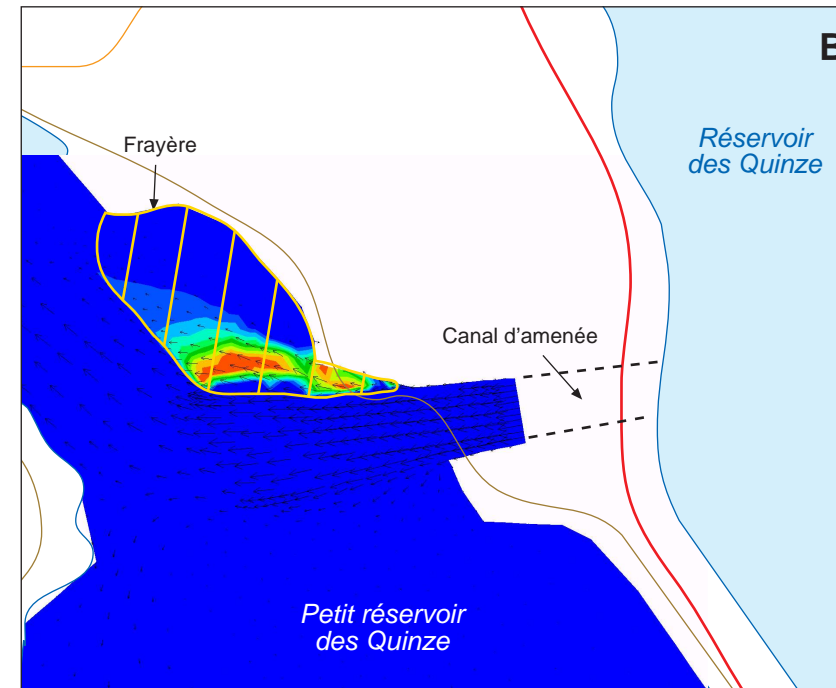 B
Réservoir
des Quinze
Frayère
Canal d'amenée
Petit réservoir
des Quinze